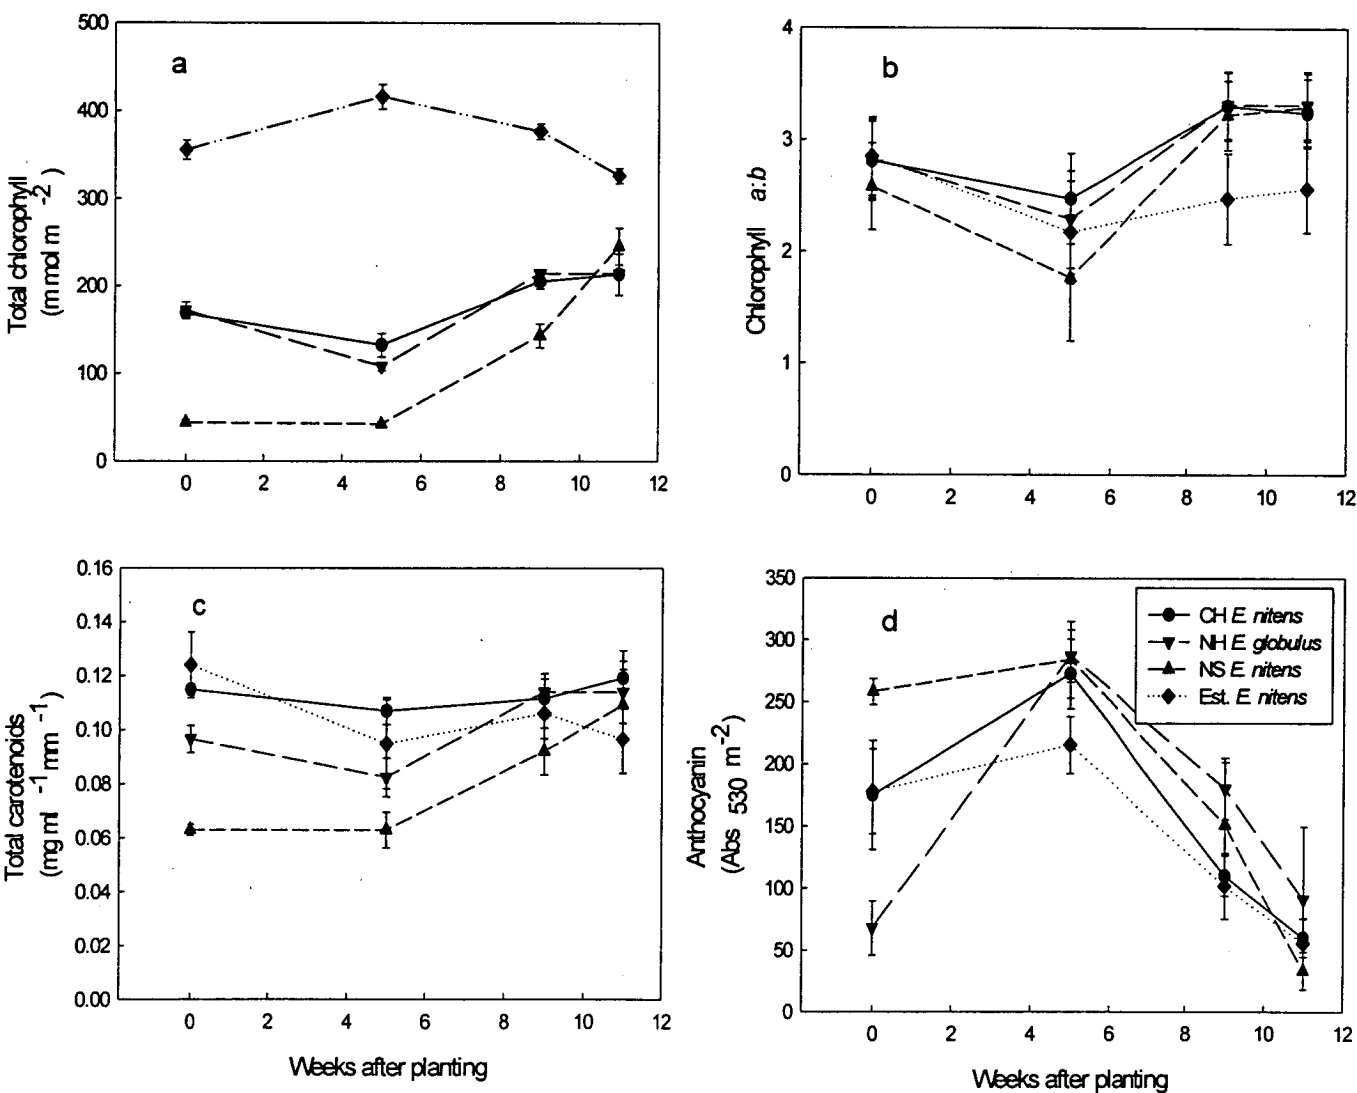 a
500
400
300
200
100
0
Total chlorophyll
(m mol m -2)
0 2 4 6 8 10 12
b
4
3
2
1
0
Chlorophyll a:b
0 2 4 6 8 10 12
c
0.16
0.14
0.12
0.10
0.08
0.06
0.04
0.02
0.00
Total carotenoids
(mg ml -1 mm -1)
0 2 4 6 8 10 12
Weeks after planting
d
350
300
250
200
150
100
50
0
Anthocyanin
(Abs 530 m-2)
CH E. nitens
NH E. globulus
NS E. nitens
Est. E. nitens
0 2 4 6 8 10 12
Weeks after planting